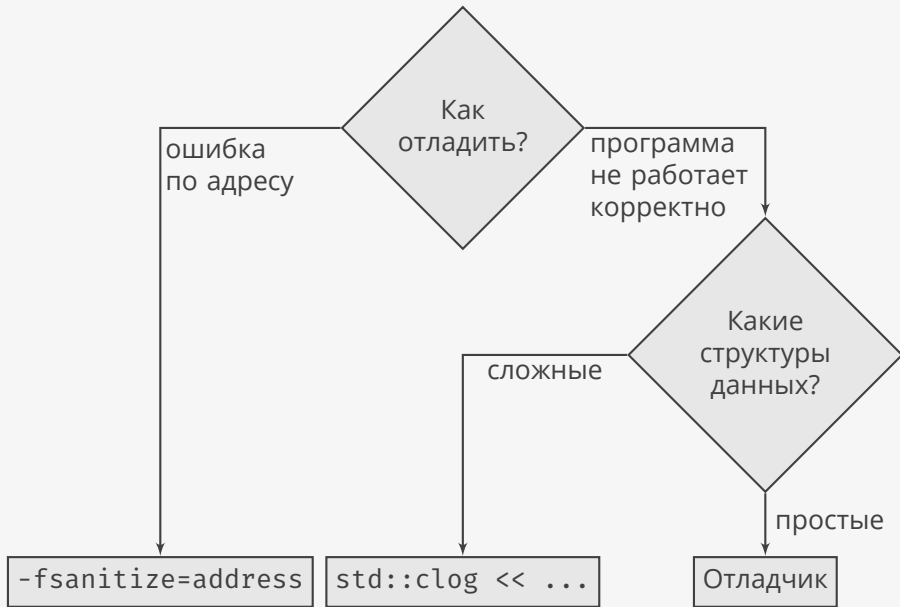 Как
отладить?
ошибка
по адресу
программа
не работает
корректно
Какие
структуры
данных?
сложные
простые
-fsanitize=address
std::clog << ...
Отладчик